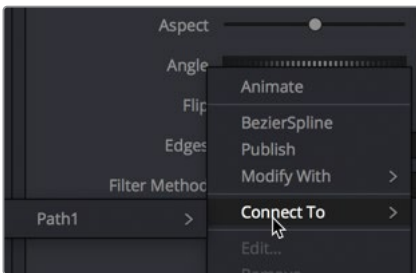 Aspect
Angle
Animate
Flip
BezierSpline
Publish
Edges
Modify With >
Filter Method
Path1 >
Connect To >
Edit...